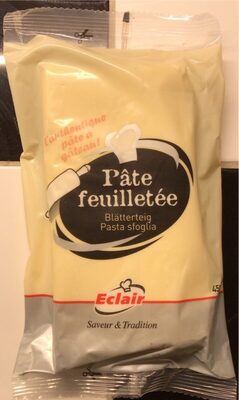 L'authentique
pâte à
gâteau!
Pâte
feuilletée
Blätterteig
Pasta sfoglia
Eclair
Saveur & Tradition